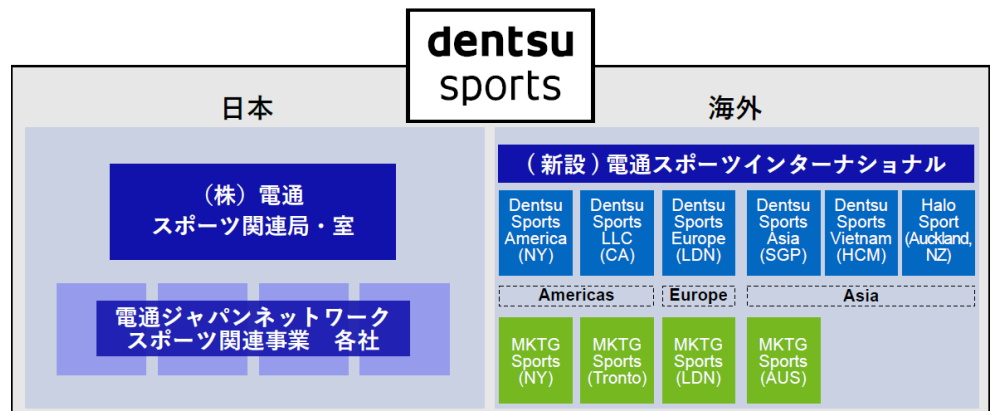 dentsu
sports
日本
海外
(株)電通
スポーツ関連局・室
電通ジャパンネットワーク
スポーツ関連事業　各社
(新設)電通スポーツインターナショナル
Dentsu
Sports
America
(NY)
Dentsu
Sports
LLC
(CA)
Dentsu
Sports
Europe
(LDN)
Dentsu
Sports
Asia
(SGP)
Dentsu
Sports
Vietnam
(HCM)
Halo
Sport
(Auckland,
NZ)
Americas
Europe
Asia
MKTG
Sports
(NY)
MKTG
Sports
(Tronto)
MKTG
Sports
(LDN)
MKTG
Sports
(AUS)